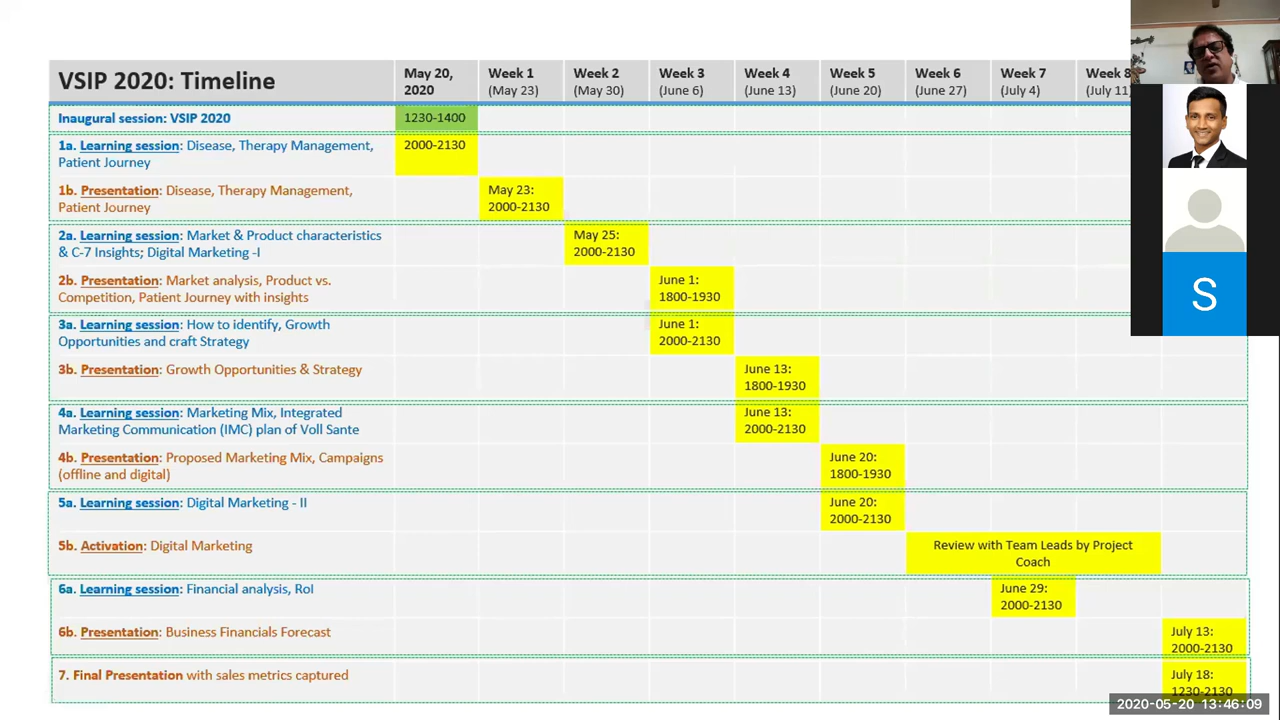 VSIP 2020: Timeline
May 20,
2020
Week 1
(May 23)
Week 2
(May 30)
Week 3
(June 6)
Week 4
(June 13)
Week 5
(June 20)
Week 6
(June 27)
Week 7
(July 4)
Week 8
(July 11)
Inaugural session: VSIP 2020
1230-1400
1a. Learning session: Disease, Therapy Management,
Patient Journey
2000-2130
1b. Presentation: Disease, Therapy Management,
Patient Journey
May 23:
2000-2130
2a. Learning session: Market & Product characteristics
& C-7 Insights; Digital Marketing -I
May 25:
2000-2130
2b. Presentation: Market analysis, Product vs.
Competition, Patient Journey with insights
June 1:
1800-1930
3a. Learning session: How to identify, Growth
Opportunities and craft Strategy
June 1:
2000-2130
3b. Presentation: Growth Opportunities & Strategy
June 13:
1800-1930
4a. Learning session: Marketing Mix, Integrated
Marketing Communication (IMC) plan of Voll Sante
June 13:
2000-2130
4b. Presentation: Proposed Marketing Mix, Campaigns
(offline and digital)
June 20:
1800-1930
5a. Learning session: Digital Marketing - II
June 20:
2000-2130
5b. Activation: Digital Marketing
Review with Team Leads by Project
Coach
6a. Learning session: Financial analysis, RoI
June 29:
2000-2130
6b. Presentation: Business Financials Forecast
July 13:
2000-2130
7. Final Presentation with sales metrics captured
July 18:
1230-2130
S
2020-05-20 13:46:09